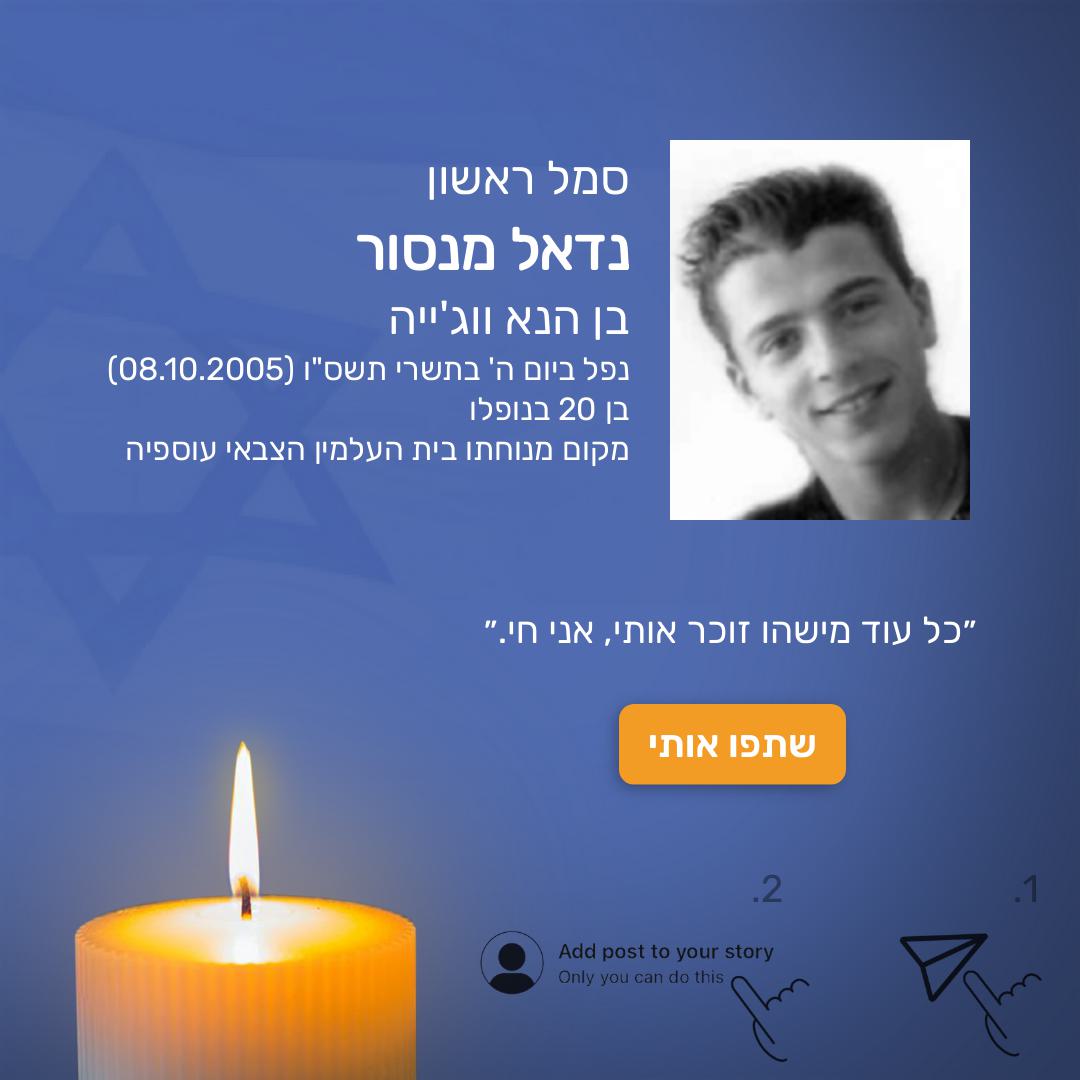 סמל ראשון
נדאל מנסור
בן הנא ווג'ייה
נפל ביום ה' בתשרי תשס"ו (08.10.2005)
בן 20 בנופלו
מקום מנוחתו בית העלמין הצבאי עוספיה
״כל עוד מישהו זוכר אותי, אני חי.״
שתפו אותי
1.
2.
Add post to your story
Only you can do this